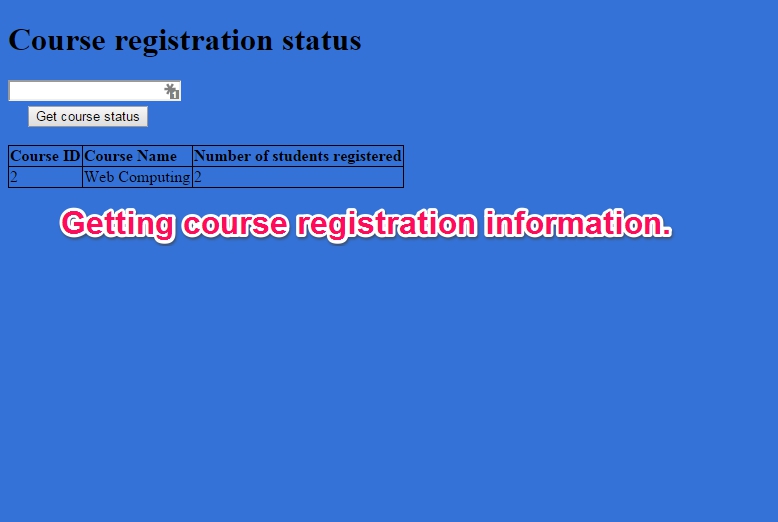 Course registration status
Get course status
Course ID Course Name Number of students registered
2 Web Computing 2
Getting course registration information.